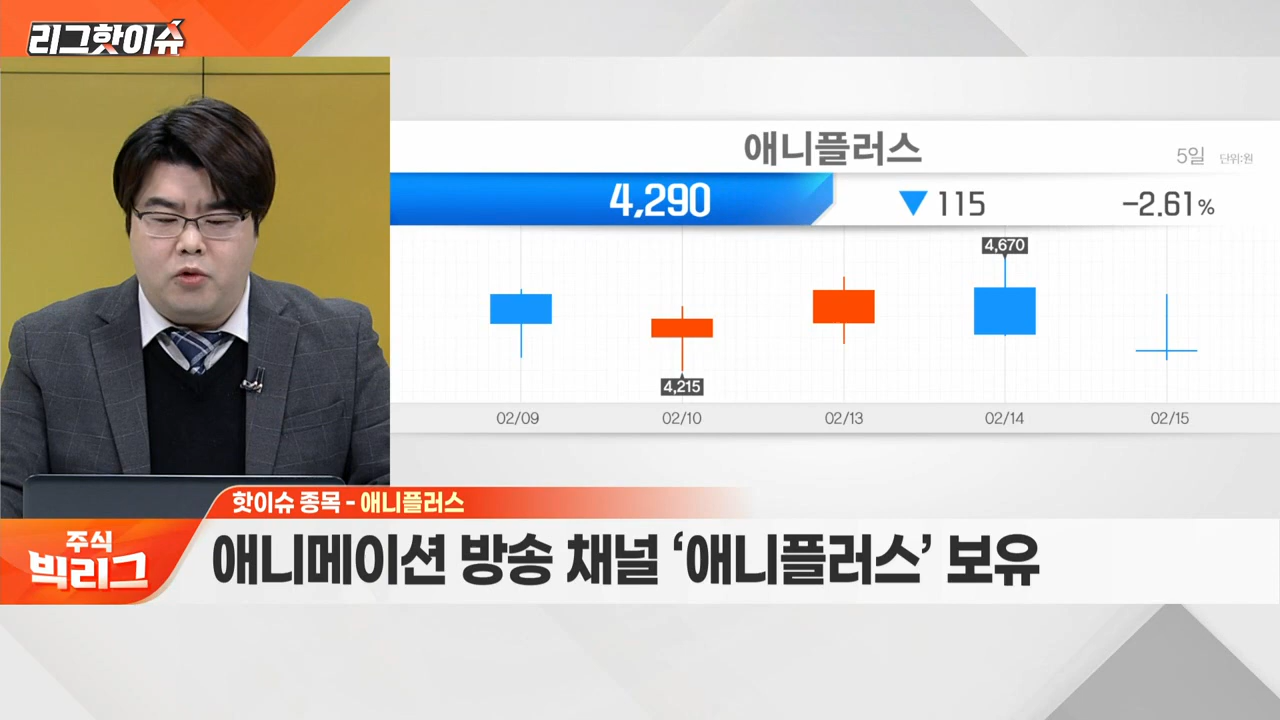 리그핫이슈
애니플러스
5일 단위:원
4,290 ▼ 115 -2.61%
4,670
4,215
02/09 02/10 02/13 02/14 02/15
핫이슈 종목 - 애니플러스
주식
빅리그
애니메이션 방송 채널 ‘애니플러스’ 보유